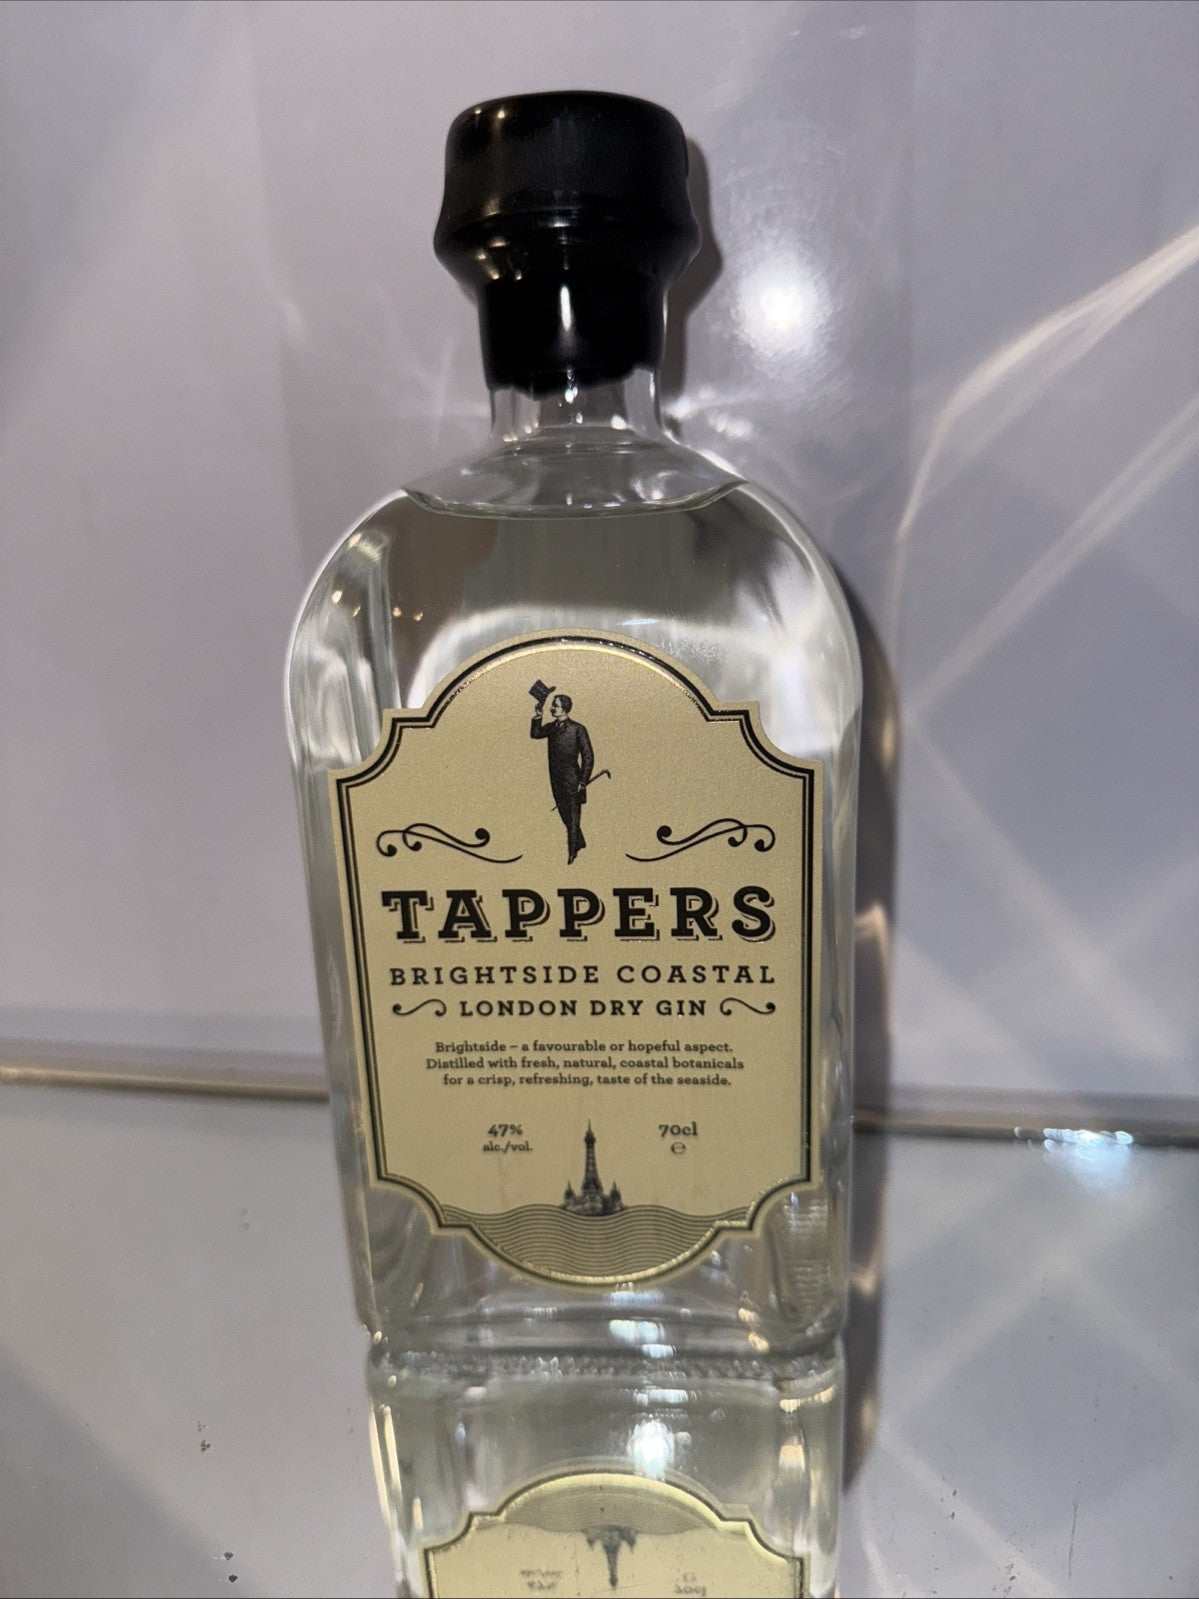 TAPPERS
BRIGHTSIDE COASTAL
LONDON DRY GIN
Brightside – a favourable or hopeful aspect.
Distilled with fresh, natural, coastal botanicals
for a crisp, refreshing, taste of the seaside.
47% 70cl
alc./vol. ℮